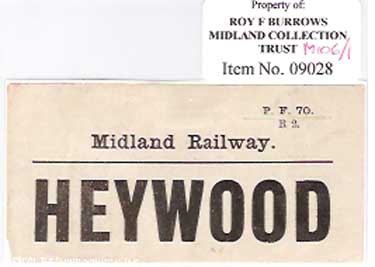 Property of:
ROY F BURROWS
MIDLAND COLLECTION
TRUST M106/1
Item No. 09028
P. F. 70.
R 2.
Midland Railway.
HEYWOOD